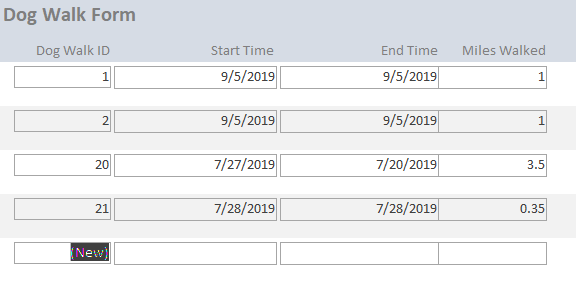 Dog Walk Form
Dog Walk ID Start Time End Time Miles Walked
1 9/5/2019 9/5/2019 1
2 9/5/2019 9/5/2019 1
20 7/27/2019 7/20/2019 3.5
21 7/28/2019 7/28/2019 0.35
(New)